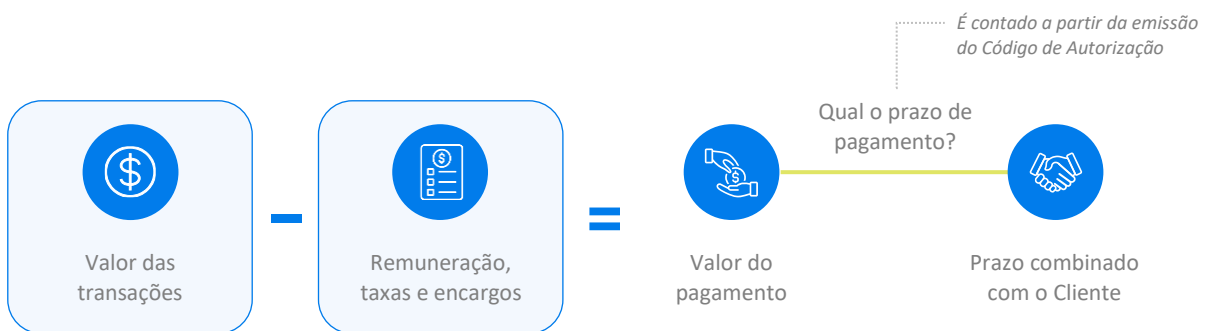 É contado a partir da emissão
do Código de Autorização
Qual o prazo de
pagamento?
Valor das
transações
Remuneração,
taxas e encargos
Valor do
pagamento
Prazo combinado
com o Cliente